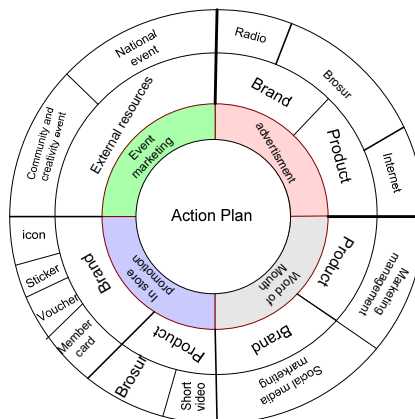 Action Plan
advertisment
Brand
Product
Radio
Brosur
Internet
Word of
Mouth
Product
Brand
Marketing
management
Social media
marketing
In store
promotion
Product
Brand
Short
video
Brosur
Member
card
Voucher
Sticker
icon
Event
marketing
External resources
Community and
creativity event
National
event